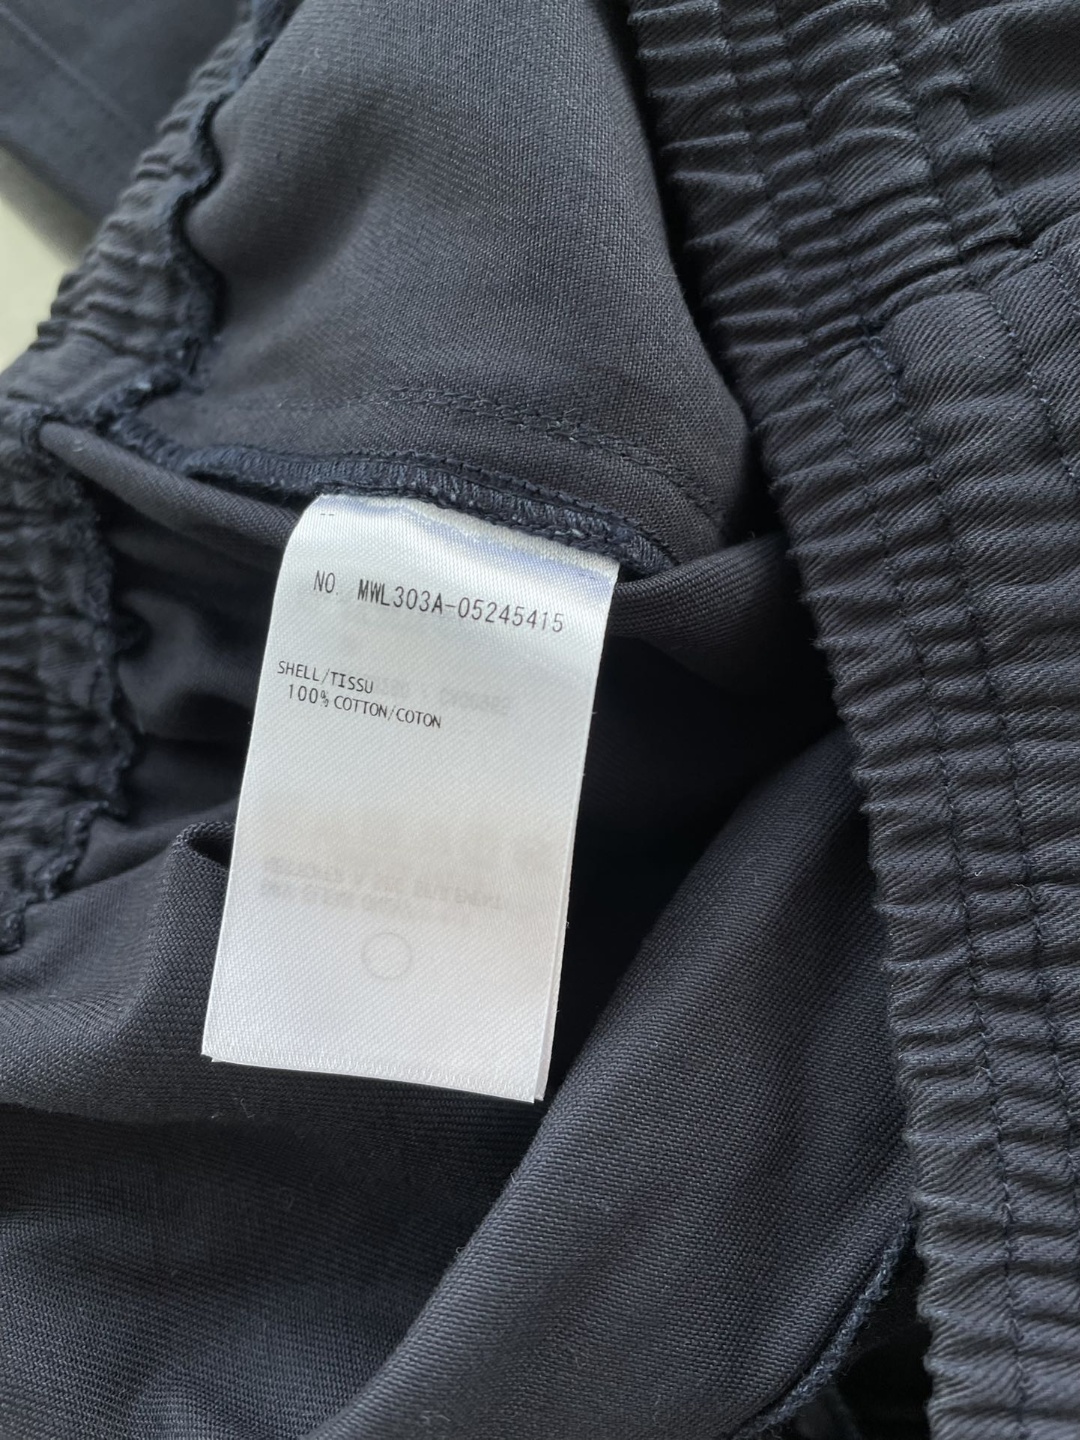 NO. MWL303A-05245415
SHELL/TISSU
100% COTTON/COTON